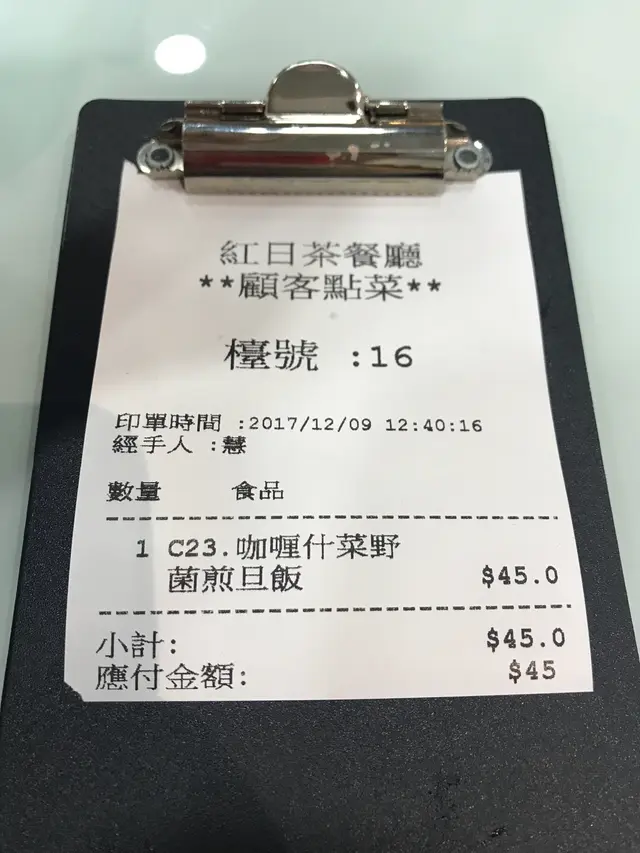 紅日茶餐廳
**顧客點菜**
檯號 :16
印單時間 :2017/12/09 12:40:16
經手人 :慧
數量 食品
1 C23.咖喱什菜野
菌煎旦飯 $45.0
小計: $45.0
應付金額: $45